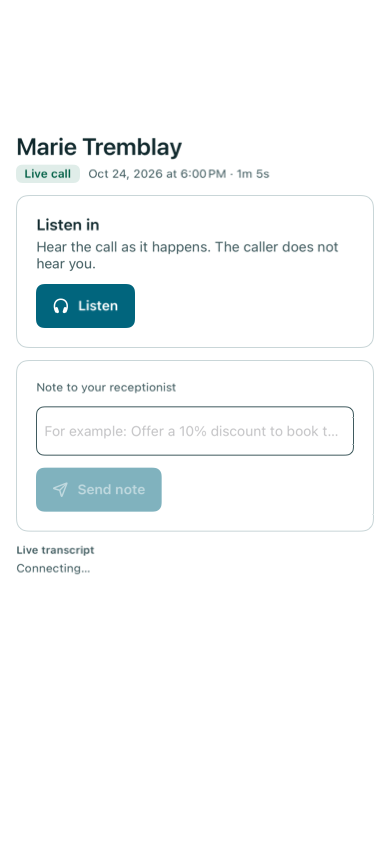 Marie Tremblay
Live call Oct 24, 2026 at 6:00 PM · 1m 5s
Listen in
Hear the call as it happens. The caller does not
hear you.
Listen
Note to your receptionist
For example: Offer a 10% discount to book t...
Send note
Live transcript
Connecting...